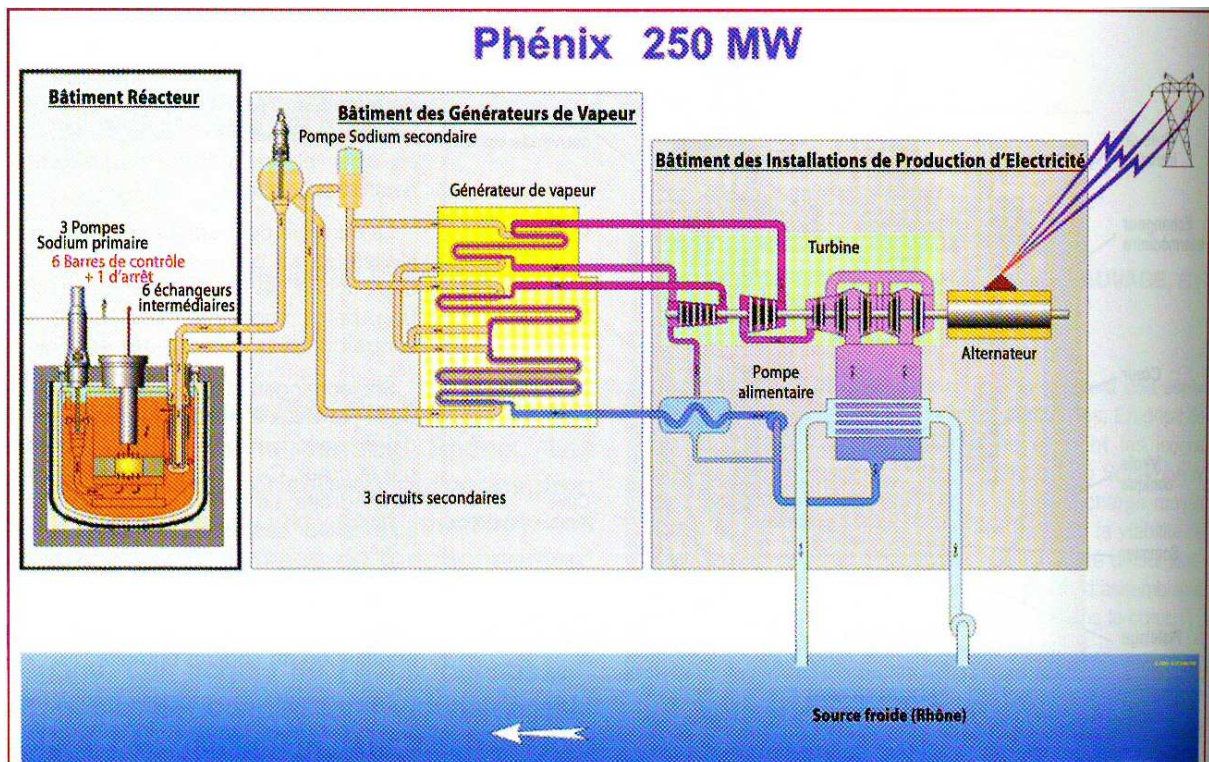 Phénix 250 MW
Bâtiment Réacteur
Bâtiment des Générateurs de Vapeur
Pompe Sodium secondaire
Bâtiment des Installations de Production d'Electricité
Générateur de vapeur
3 Pompes
Sodium primaire
6 Barres de contrôle
+ 1 d'arrêt
6 échangeurs
intermédiaires
Turbine
Alternateur
Pompe
alimentaire
3 circuits secondaires
Source froide (Rhône)